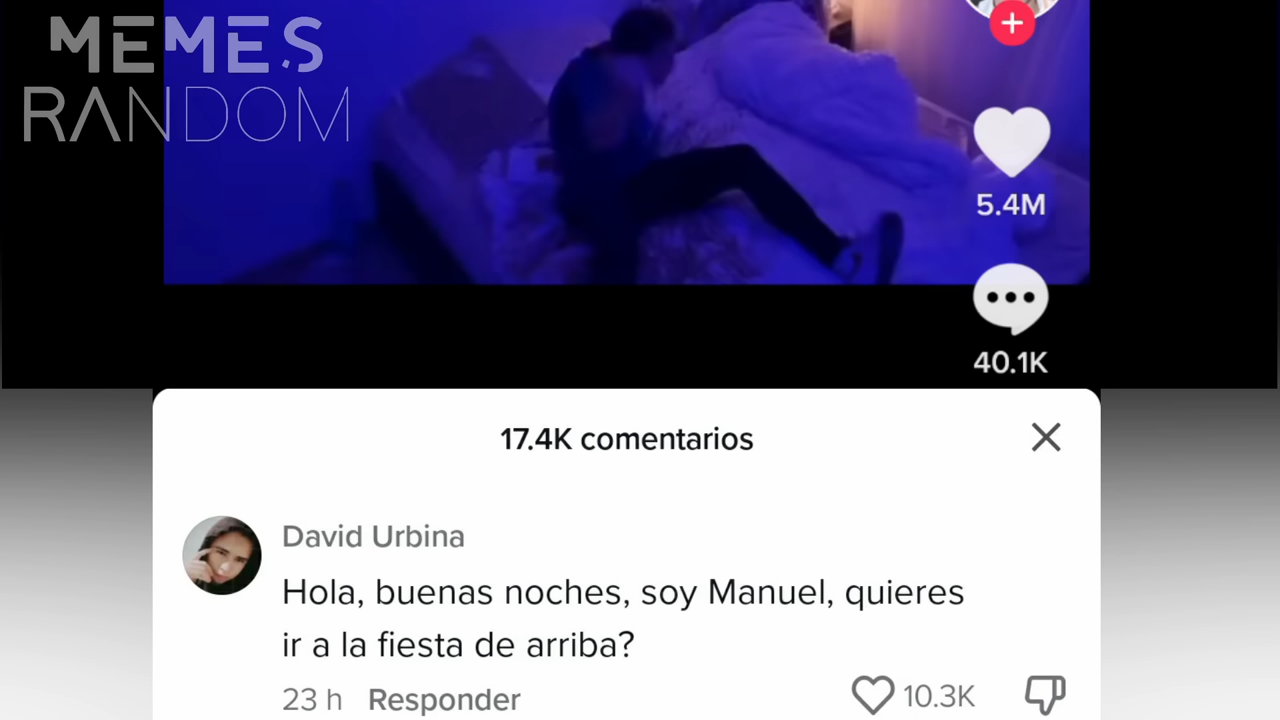 MEMES
RANDOM
5.4M
40.1K
17.4K comentarios
David Urbina
Hola, buenas noches, soy Manuel, quieres
ir a la fiesta de arriba?
23 h Responder 10.3K